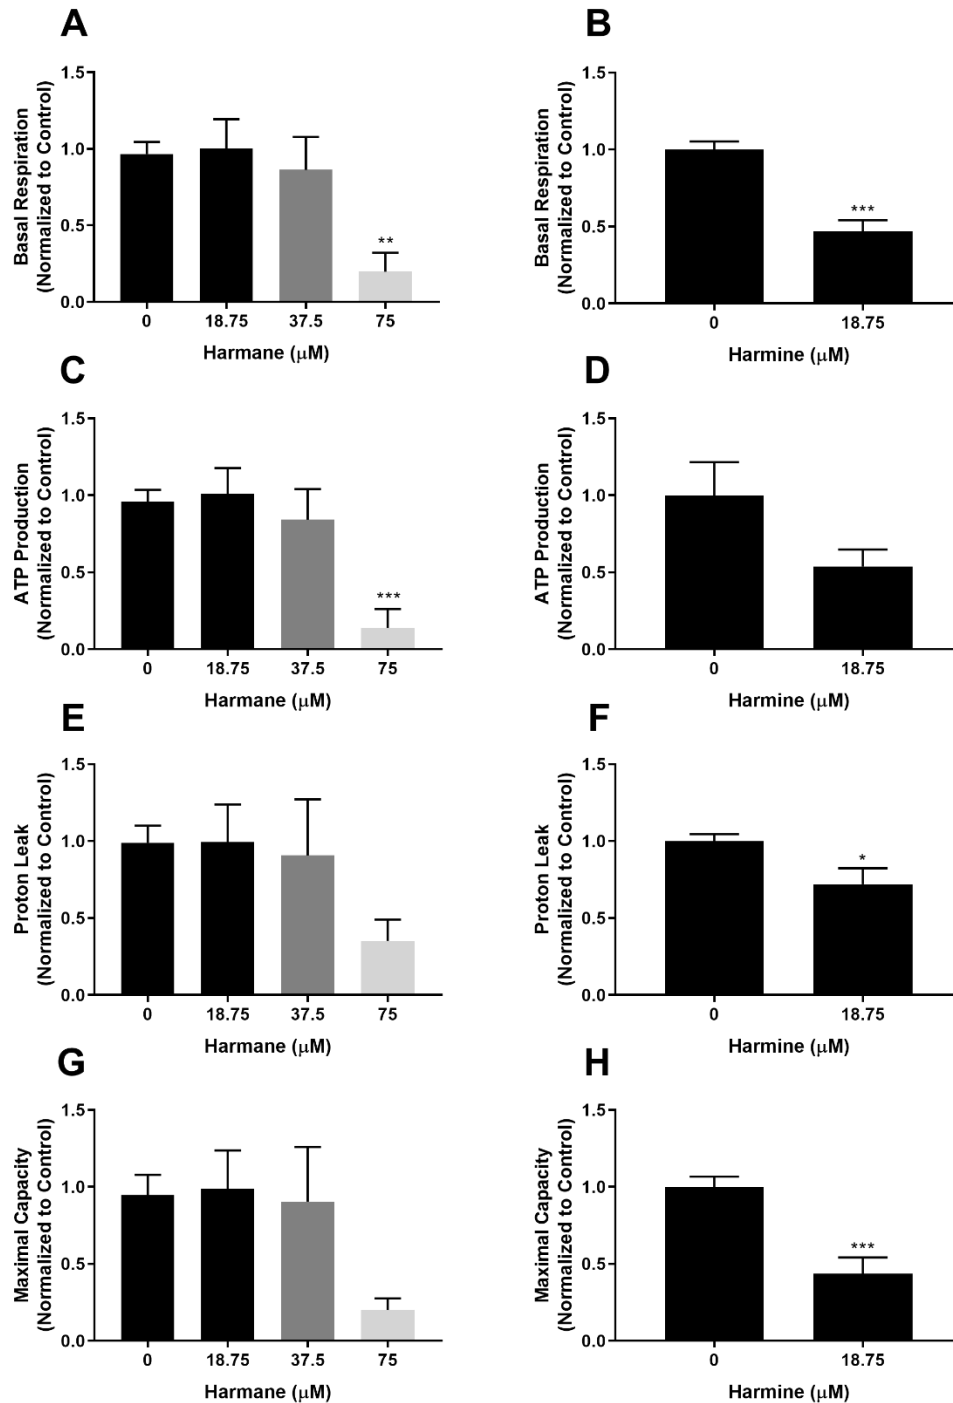 A
Basal Respiration
(Normalized to Control)
1.5
1.0
0.5
0.0
**
0 18.75 37.5 75
Harmane (μM)
B
Basal Respiration
(Normalized to Control)
1.5
1.0
0.5
0.0
***
0 18.75
Harmine (μM)
C
ATP Production
(Normalized to Control)
1.5
1.0
0.5
0.0
***
0 18.75 37.5 75
Harmane (μM)
D
ATP Production
(Normalized to Control)
1.5
1.0
0.5
0.0
0 18.75
Harmine (μM)
E
Proton Leak
(Normalized to Control)
1.5
1.0
0.5
0.0
0 18.75 37.5 75
Harmane (μM)
F
Proton Leak
(Normalized to Control)
1.5
1.0
0.5
0.0
*
0 18.75
Harmine (μM)
G
Maximal Capacity
(Normalized to Control)
1.5
1.0
0.5
0.0
0 18.75 37.5 75
Harmane (μM)
H
Maximal Capacity
(Normalized to Control)
1.5
1.0
0.5
0.0
***
0 18.75
Harmine (μM)